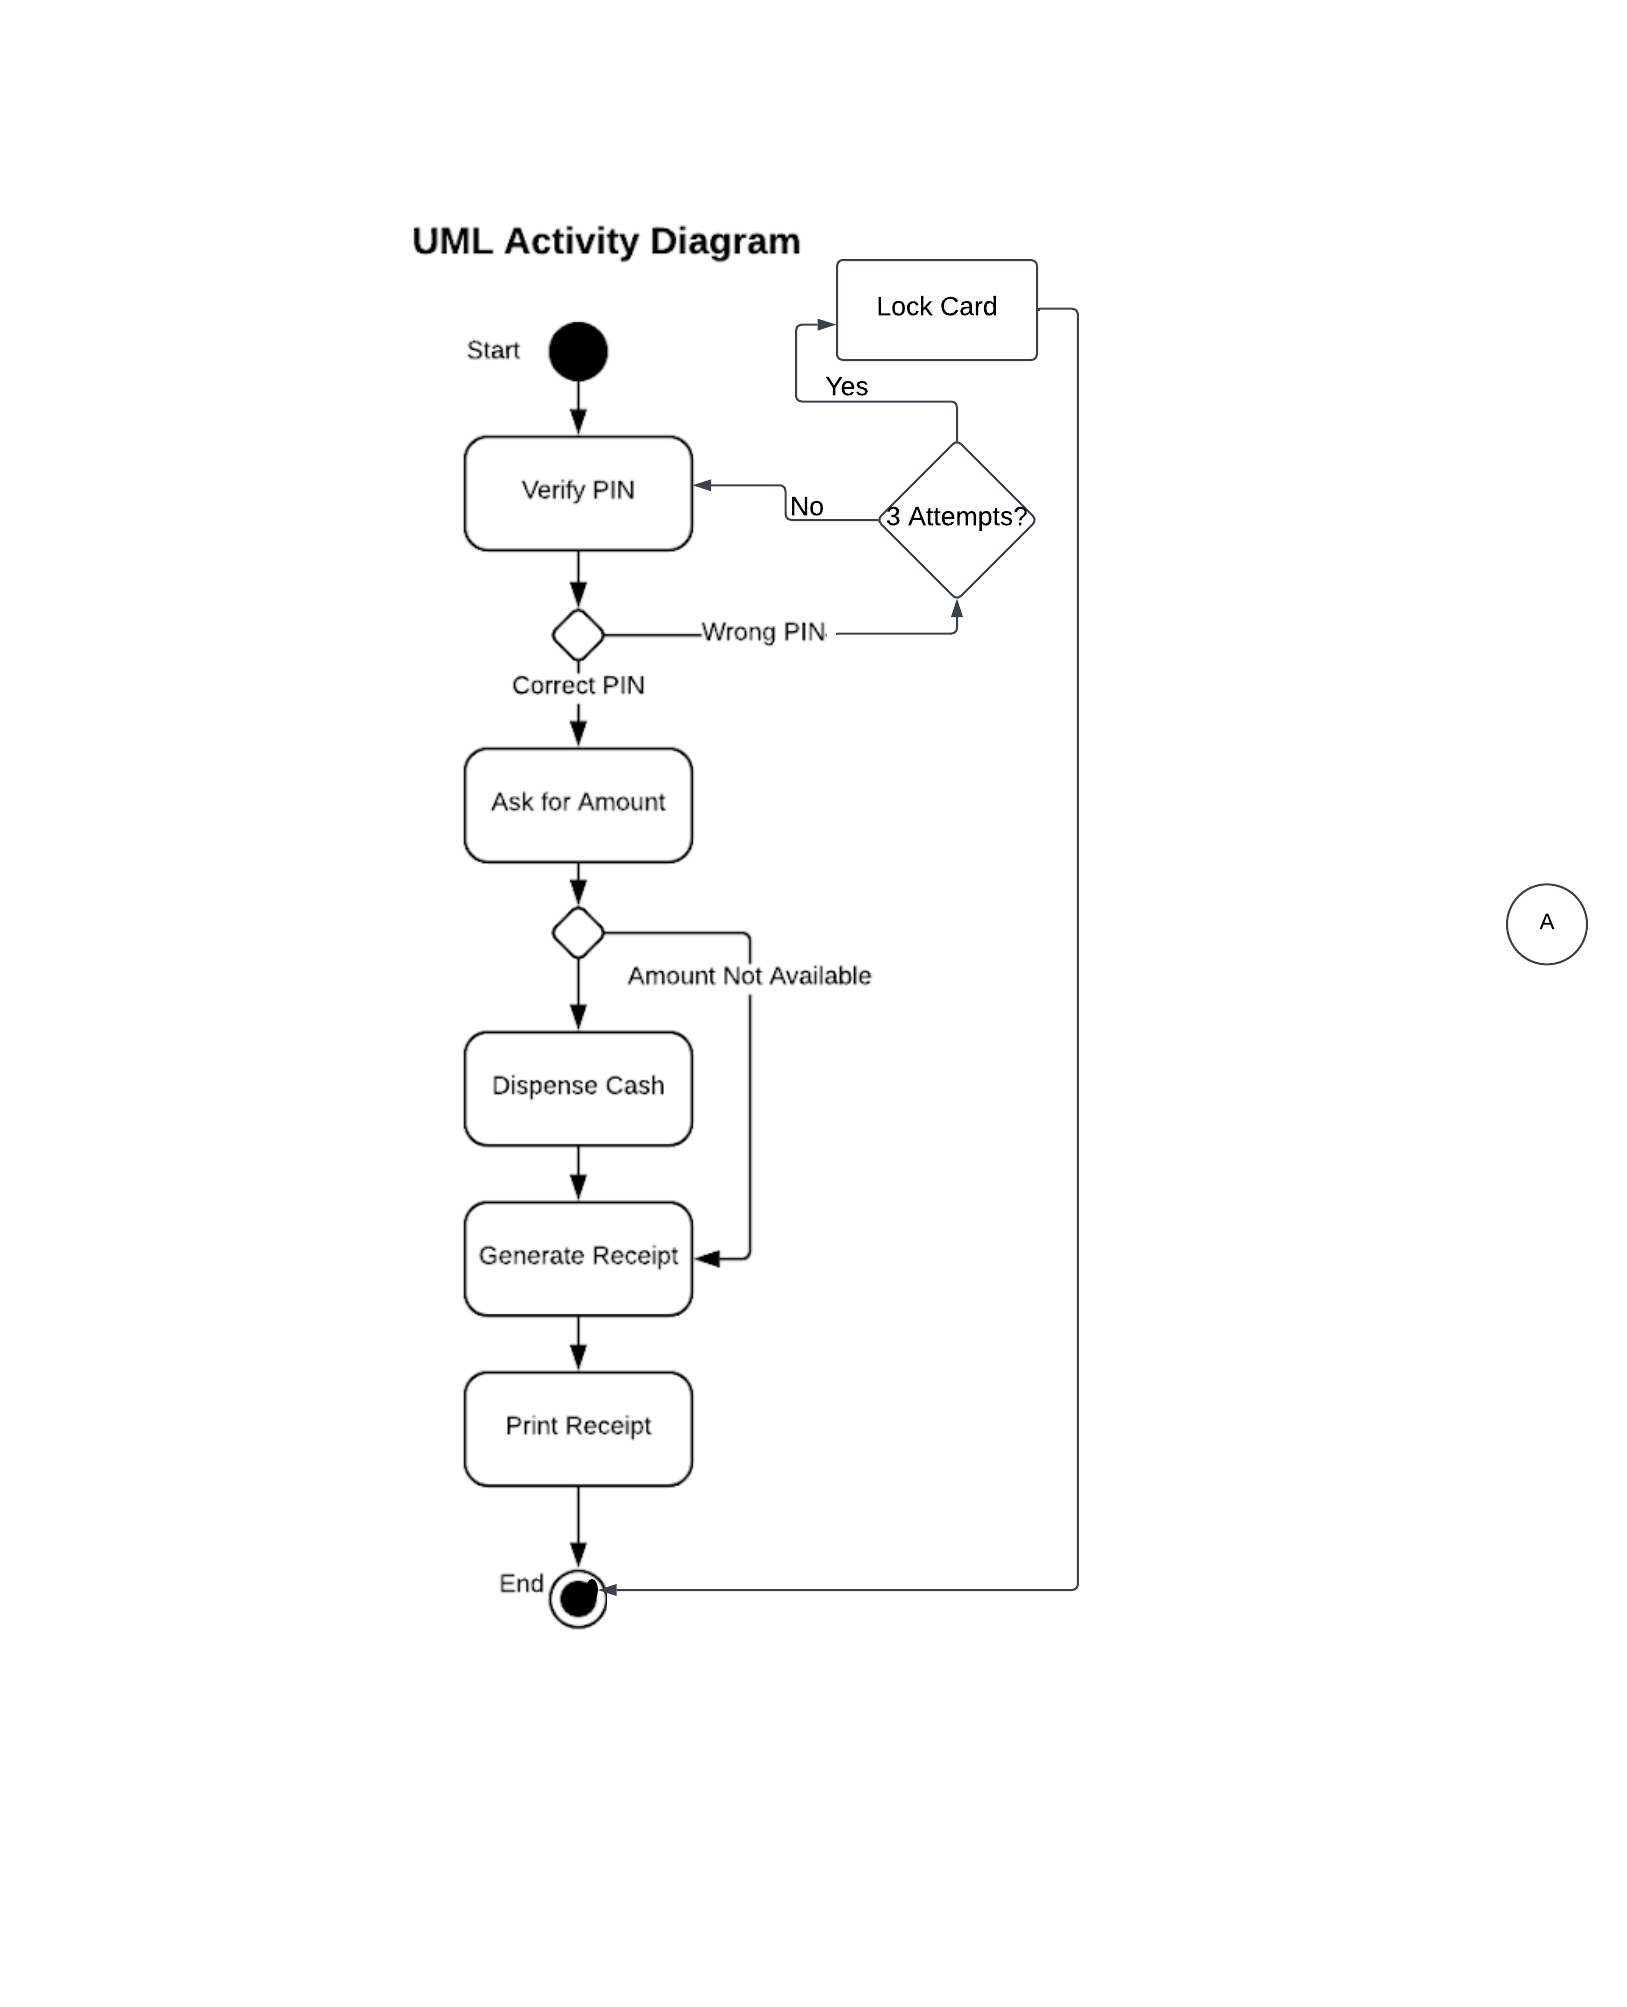 UML Activity Diagram
Lock Card
Start
Yes
Verify PIN
No
3 Attempts?
Wrong PIN
Correct PIN
Ask for Amount
A
Amount Not Available
Dispense Cash
Generate Receipt
Print Receipt
End